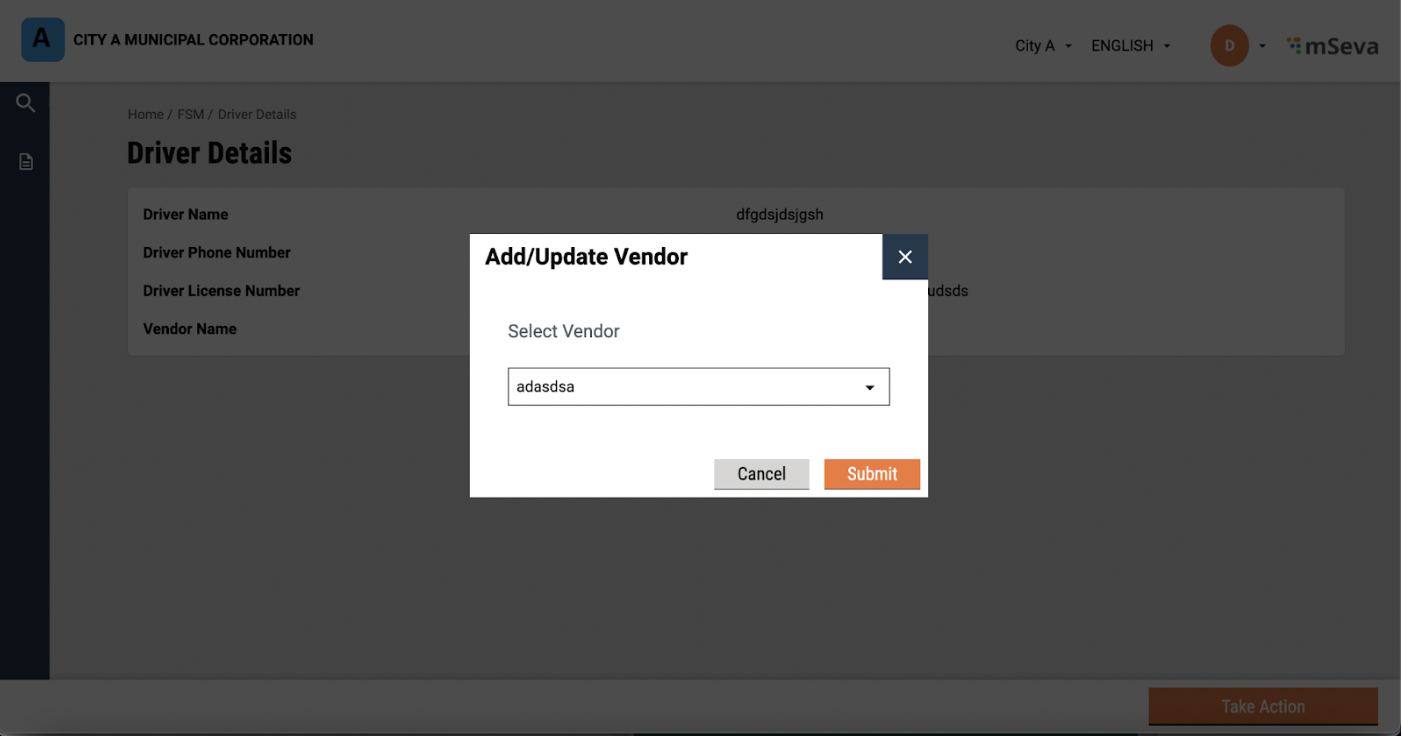 A CITY A MUNICIPAL CORPORATION City A ENGLISH D mSeva
Home / FSM / Driver Details
Driver Details
Driver Name dfgdsjdsjgsh
Driver Phone Number
Driver License Number udsds
Vendor Name
Add/Update Vendor
Select Vendor
adasdsa
Cancel Submit
Take Action